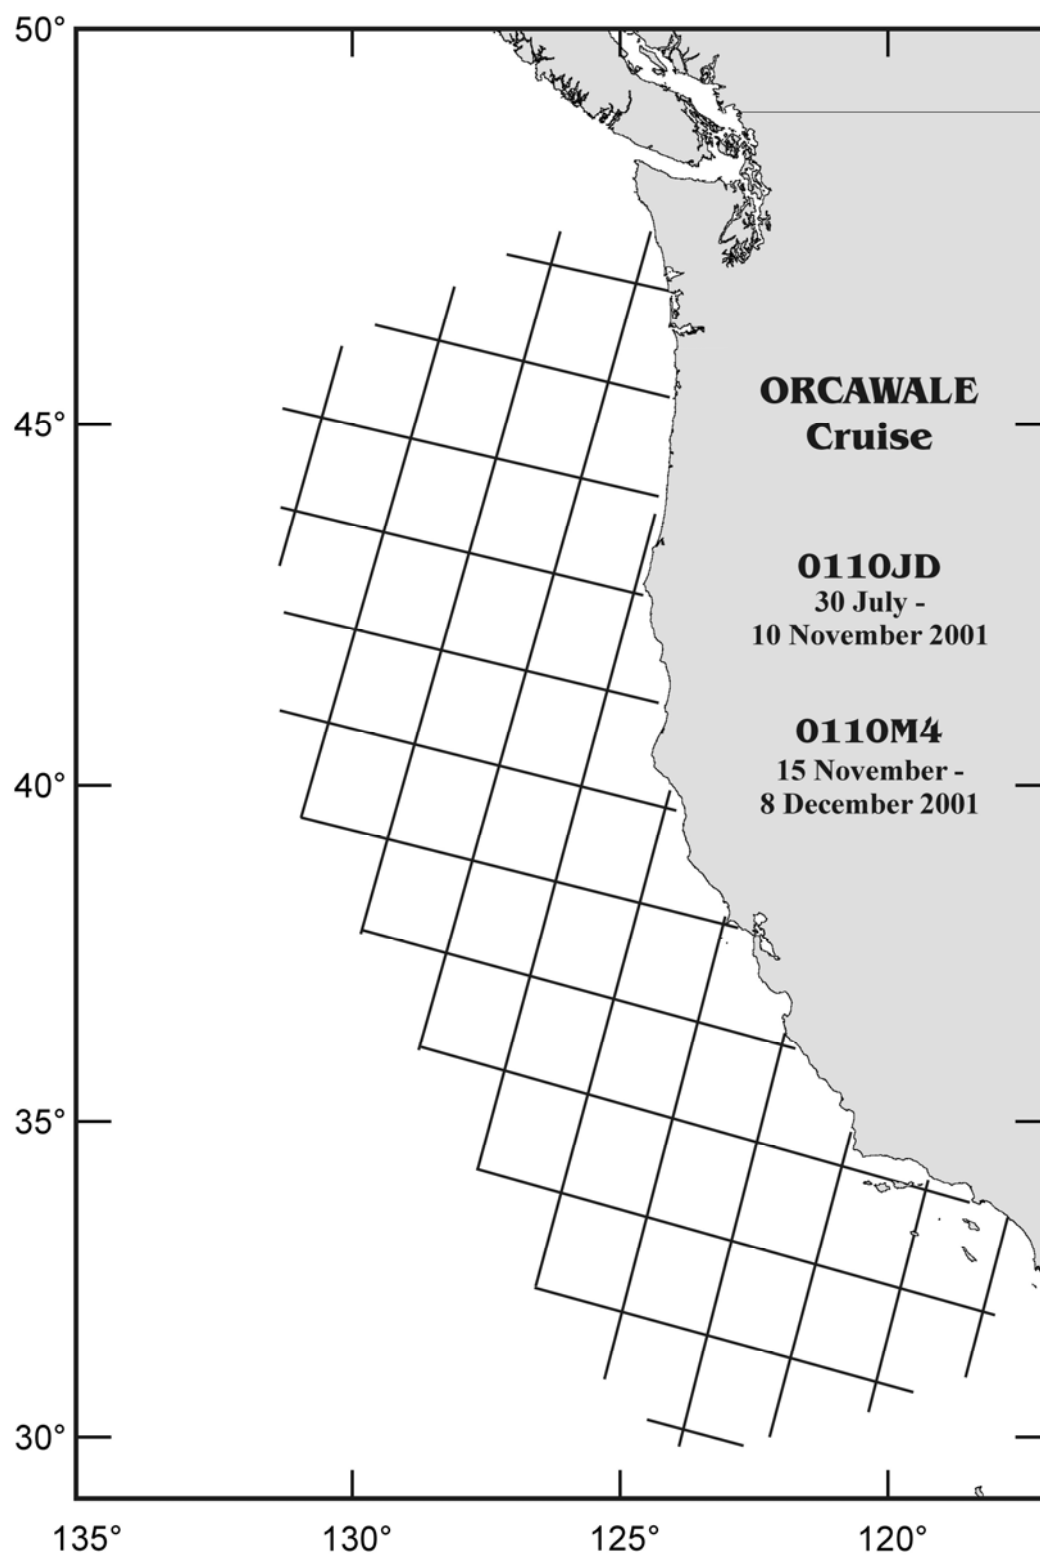 50°
45°
ORCAWALE
Cruise
0110JD
30 July -
10 November 2001
0110M4
15 November -
8 December 2001
40°
35°
30°
135°
130°
125°
120°